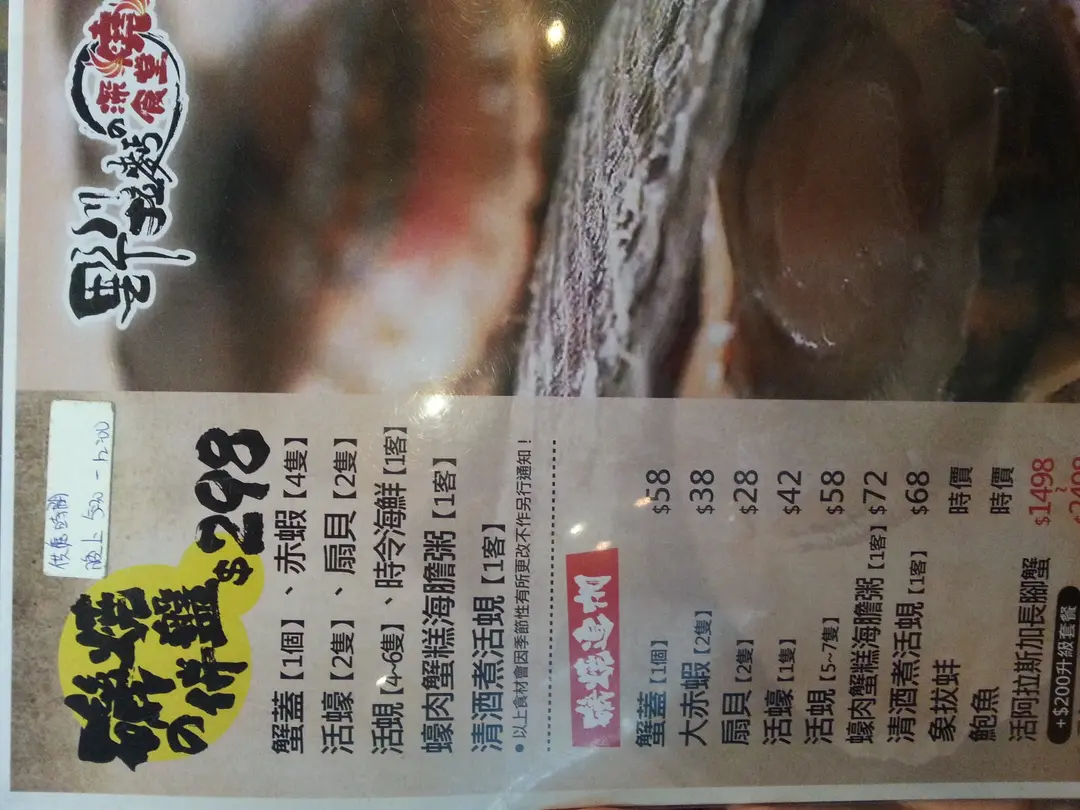 野川拉麵の深燒食堂
供應時間
晚上 5:30 - 12:00
磯燒の伴盤 $298
蟹蓋【1個】、赤蝦【4隻】
活蠔【2隻】、扇貝【2隻】
活蜆【4~6隻】、時令海鮮【1客】
蠔肉蟹糕海膽粥【1客】
清酒煮活蜆【1客】
●以上食材會因季節性有所更改不作另行通知!
磯燒追加
蟹蓋【1個】 $58
大赤蝦【2隻】 $38
扇貝【2隻】 $28
活蠔【1隻】 $42
活蜆【5~7隻】 $58
蠔肉蟹糕海膽粥【1客】 $72
清酒煮活蜆【1客】 $68
象拔蚌 時價
鮑魚 時價
活阿拉斯加長腳蟹 $1498
~
+$200升級套餐